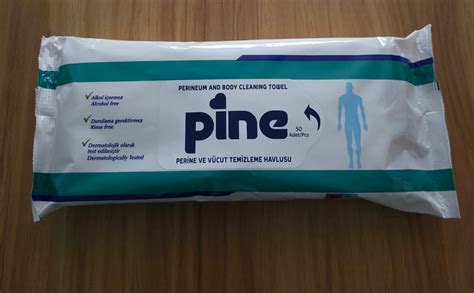 PERINEUM AND BODY CLEANING TOWEL
Alkol içermez
Alcohol free
Durulama gerektirmez
Rinse free
Dermatolojik olarak
test edilmiştir
Dermatologically Tested
pine
50
Adet/Pcs
PERİNE VE VÜCUT TEMİZLEME HAVLUSU